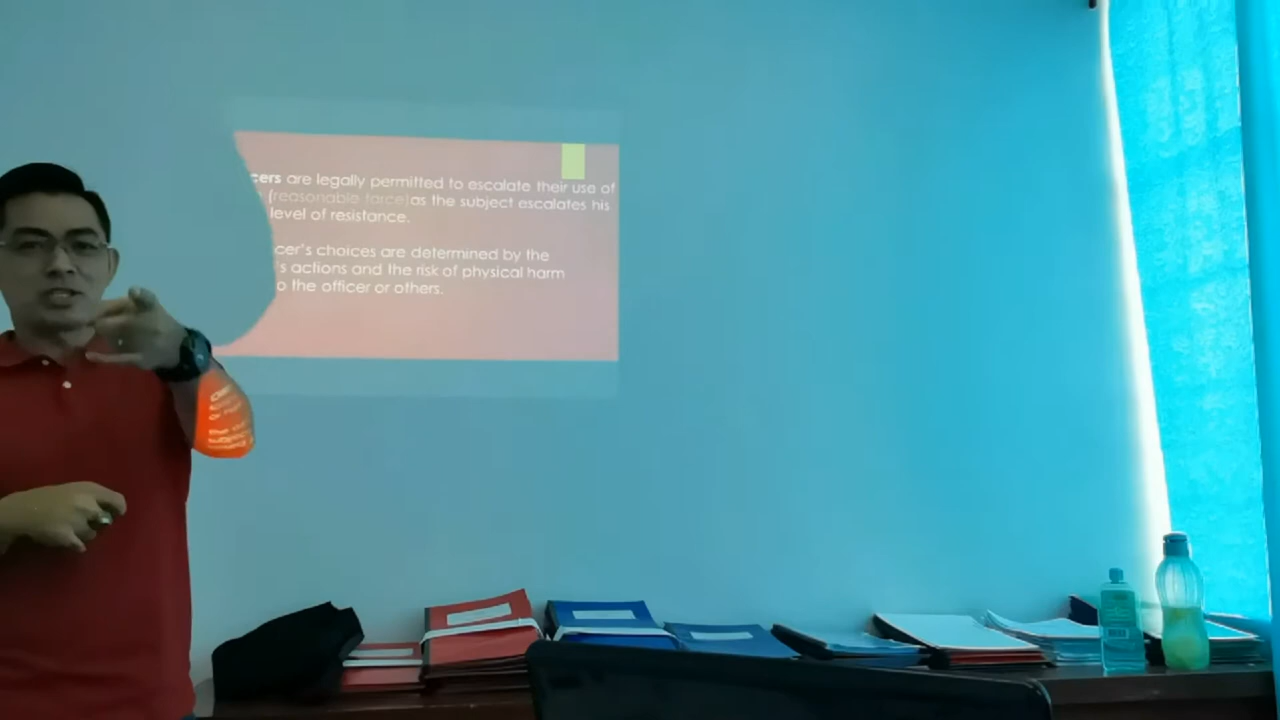 cers are legally permitted to escalate their use of
(reasonable force) as the subject escalates his
level of resistance.
cer's choices are determined by the
's actions and the risk of physical harm
o the officer or others.